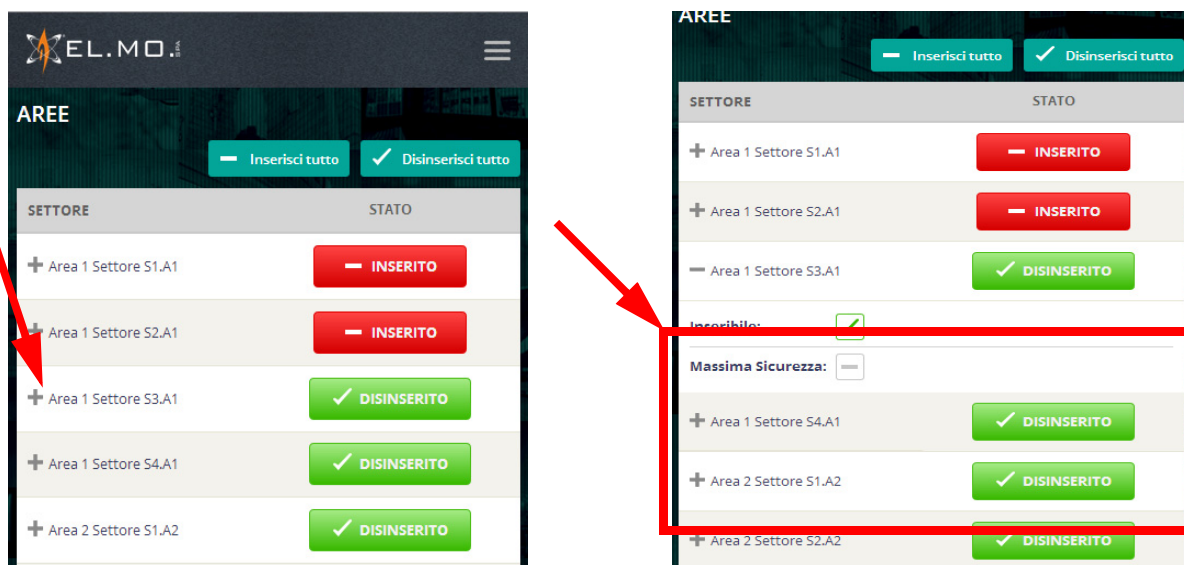 EL.MO. SPA
AREE
Inserisci tutto
Disinserisci tutto
SETTORE STATO
Area 1 Settore S1.A1 INSERITO
Area 1 Settore S2.A1 INSERITO
Area 1 Settore S3.A1 DISINSERITO
Area 1 Settore S4.A1 DISINSERITO
Area 2 Settore S1.A2 DISINSERITO
AREE
Inserisci tutto
Disinserisci tutto
SETTORE STATO
Area 1 Settore S1.A1 INSERITO
Area 1 Settore S2.A1 INSERITO
Area 1 Settore S3.A1 DISINSERITO
Inseribile:
Massima Sicurezza:
Area 1 Settore S4.A1 DISINSERITO
Area 2 Settore S1.A2 DISINSERITO
Area 2 Settore S2.A2 DISINSERITO